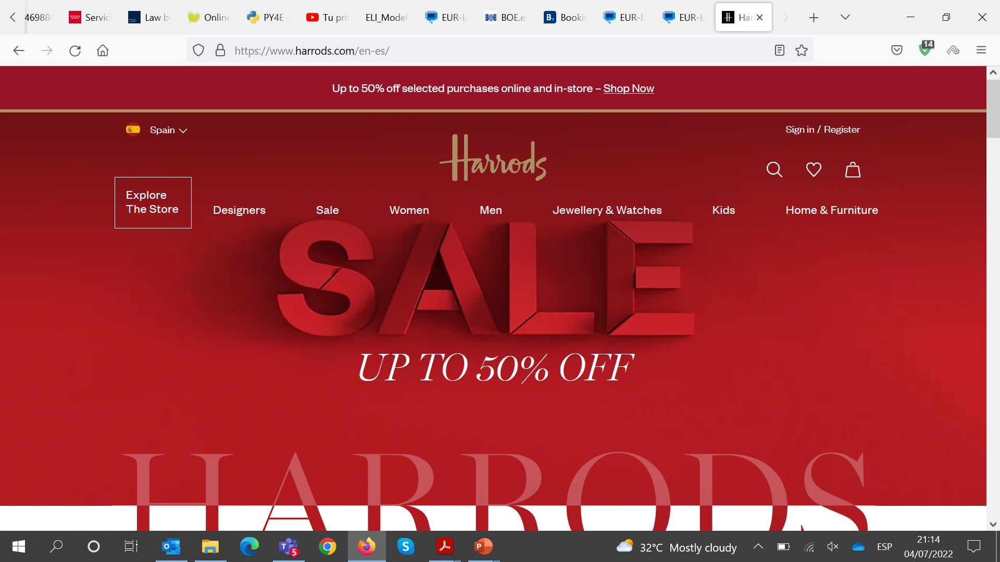 46988
Servic
Law b
Online
PY4E -
Tu pri
ELI_Model
EUR-L
BOE.es
Bookin
EUR-L
EUR-L
Har
https://www.harrods.com/en-es/
14
Up to 50% off selected purchases online and in-store – Shop Now
Spain
Harrods
Sign in / Register
Explore
The Store
Designers
Sale
Women
Men
Jewellery & Watches
Kids
Home & Furniture
SALE
UP TO 50% OFF
HARRODS
5
32°C Mostly cloudy
ESP
21:14
04/07/2022